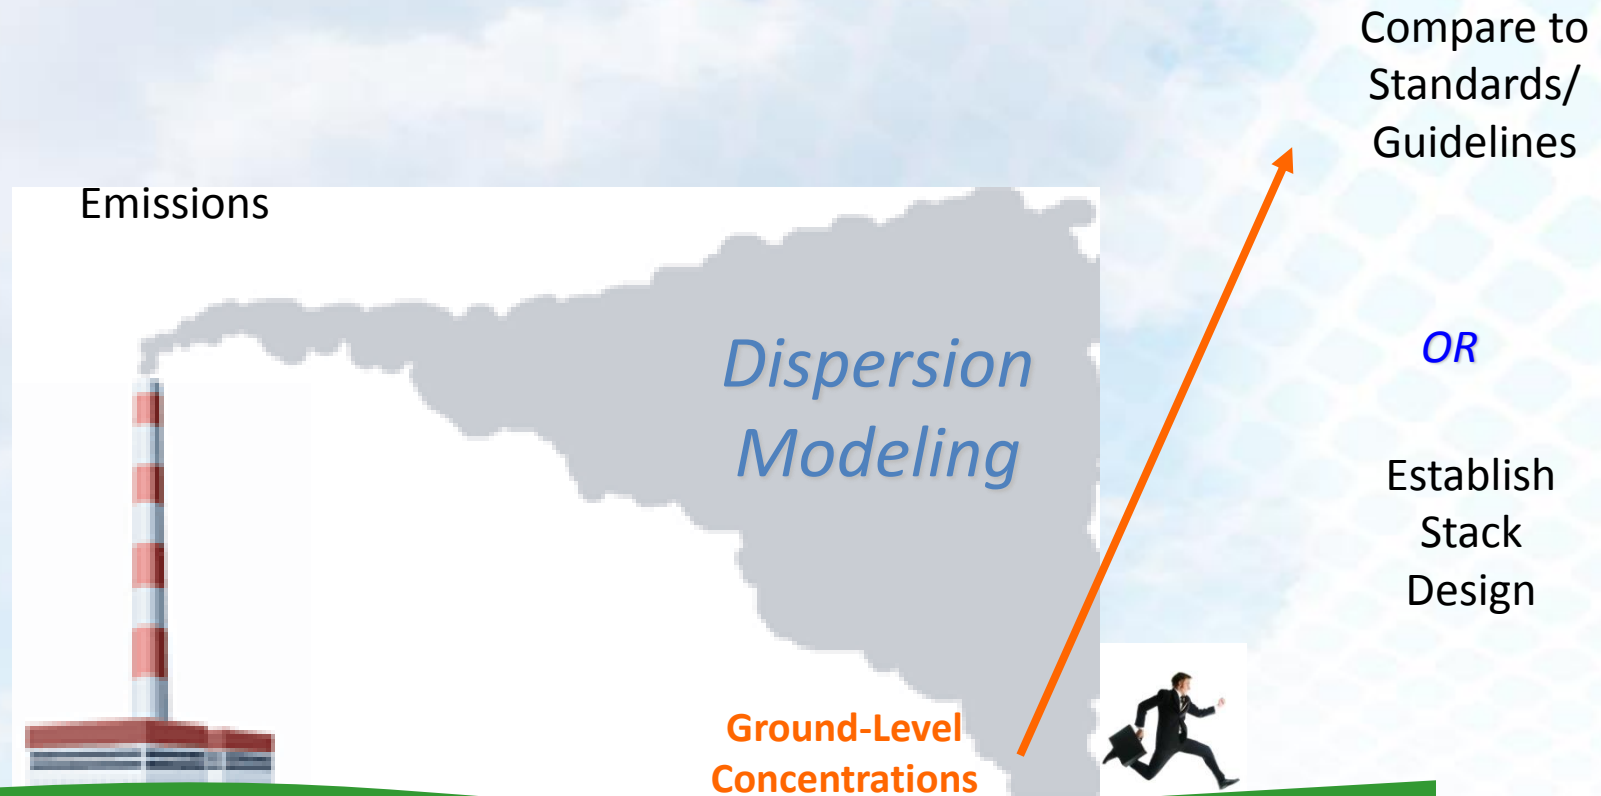 Emissions
Dispersion
Modeling
Ground-Level
Concentrations
Compare to
Standards/
Guidelines
OR
Establish
Stack
Design